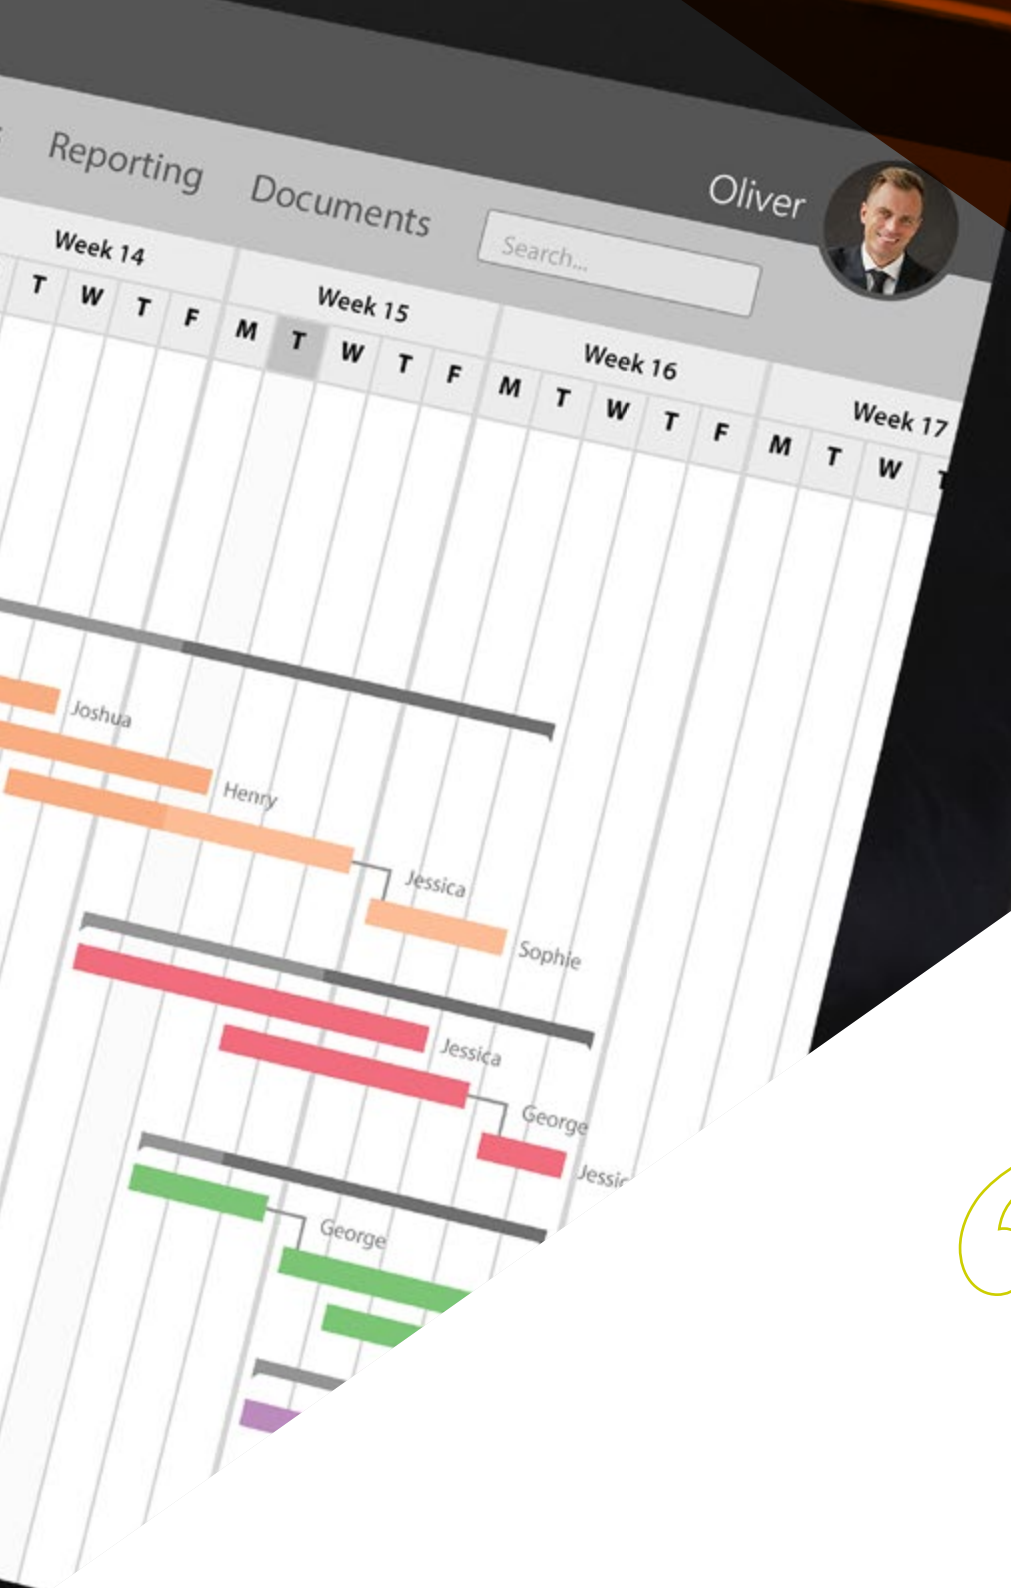 Oliver
Reporting Documents Search...
Week 14 Week 15 Week 16 Week 17
T W T F M T W T F M T W T F M T W T
Joshua
Henry
Jessica
Sophie
Jessica
George
Jessic
George